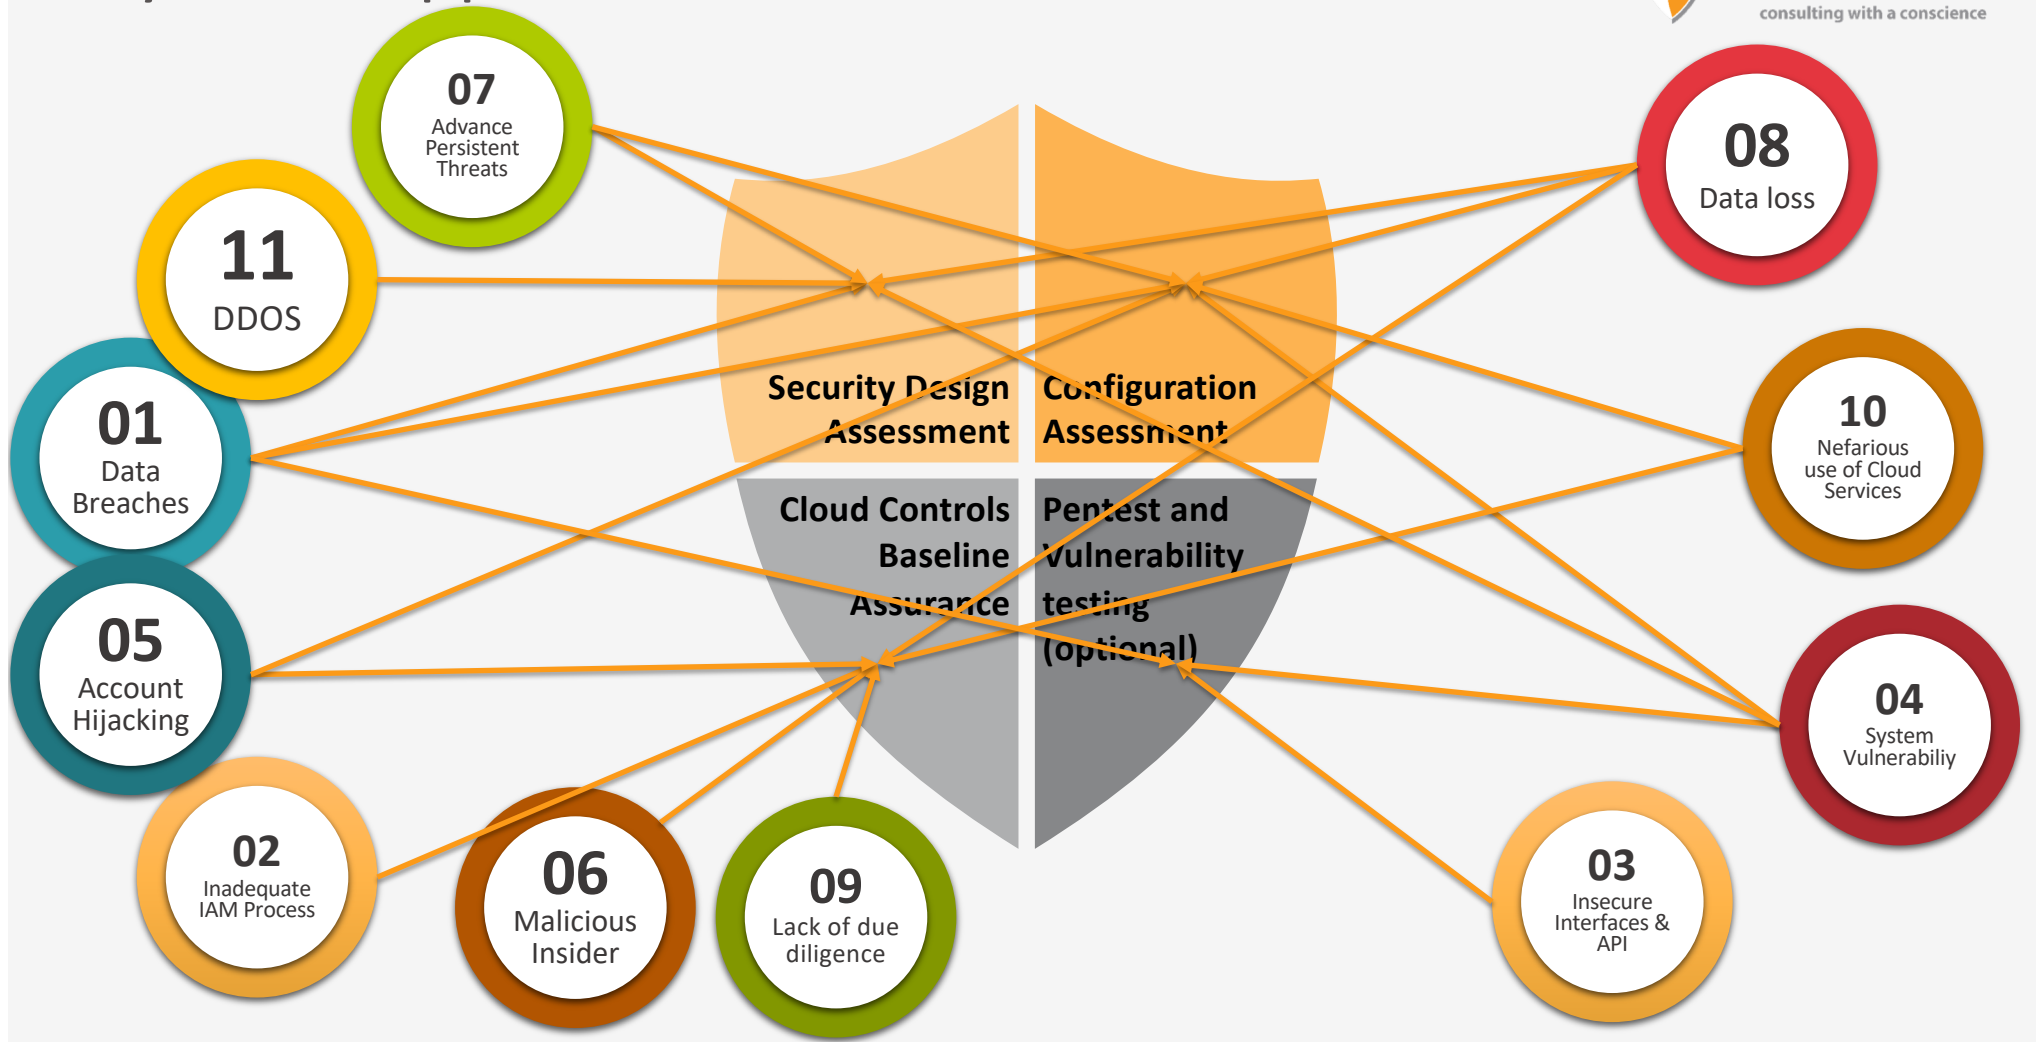 consulting with a conscience
07
Advance
Persistent
Threats
08
Data loss
11
DDOS
Security Design
Assessment
Configuration
Assessment
01
Data
Breaches
10
Nefarious
use of Cloud
Services
Cloud Controls
Baseline
Assurance
Pentest and
Vulnerability
testing
(optional)
05
Account
Hijacking
04
System
Vulnerabiliy
02
Inadequate
IAM Process
06
Malicious
Insider
09
Lack of due
diligence
03
Insecure
Interfaces &
API